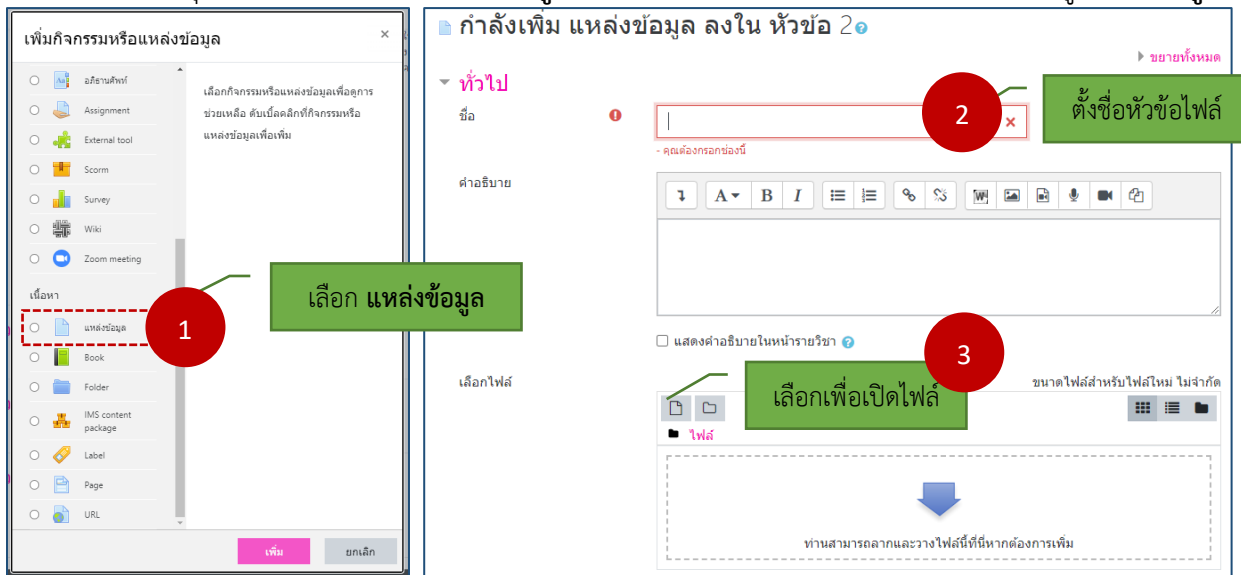 เพิ่มกิจกรรมหรือแหล่งข้อมูล ×
อภิธานศัพท์
Assignment
External tool
Scorm
Survey
Wiki
Zoom meeting
เนื้อหา
แหล่งข้อมูล
Book
Folder
IMS content
package
Label
Page
URL
เลือกกิจกรรมหรือแหล่งข้อมูลเพื่อดูการ
ช่วยเหลือ ดับเบิ้ลคลิกที่กิจกรรมหรือ
แหล่งข้อมูลเพื่อเพิ่ม
เพิ่ม ยกเลิก
1
เลือก แหล่งข้อมูล
กำลังเพิ่ม แหล่งข้อมูล ลงใน หัวข้อ 2
ขยายทั้งหมด
ทั่วไป
ชื่อ
2
ตั้งชื่อหัวข้อไฟล์
- คุณต้องกรอกช่องนี้
คำอธิบาย
A B I
แสดงคำอธิบายในหน้ารายวิชา
3
เลือกไฟล์
ขนาดไฟล์สำหรับไฟล์ใหม่ ไม่จำกัด
เลือกเพื่อเปิดไฟล์
ไฟล์
ท่านสามารถลากและวางไฟล์นี้ที่นี่หากต้องการเพิ่ม